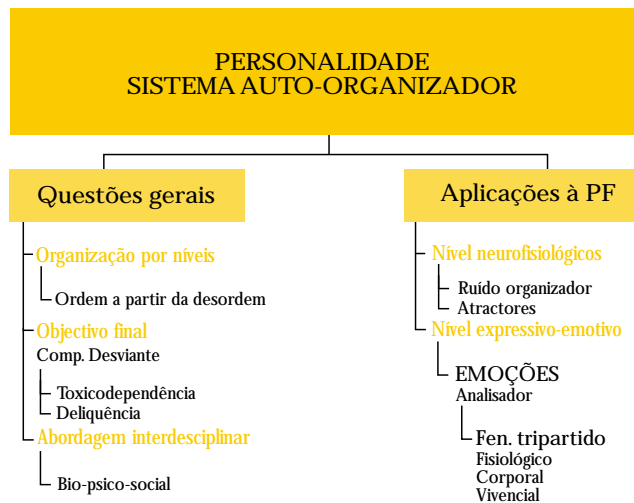 PERSONALIDADE
SISTEMA AUTO-ORGANIZADOR
Questões gerais
Organização por níveis
Ordem a partir da desordem
Objectivo final
Comp. Desviante
Toxicodependência
Deliquência
Abordagem interdesciplinar
Bio-psico-social
Aplicações à PF
Nível neurofisiológicos
Ruído organizador
Atractores
Nível expressivo-emotivo
EMOÇÕES
Analisador
Fen. tripartido
Fisiológico
Corporal
Vivencial